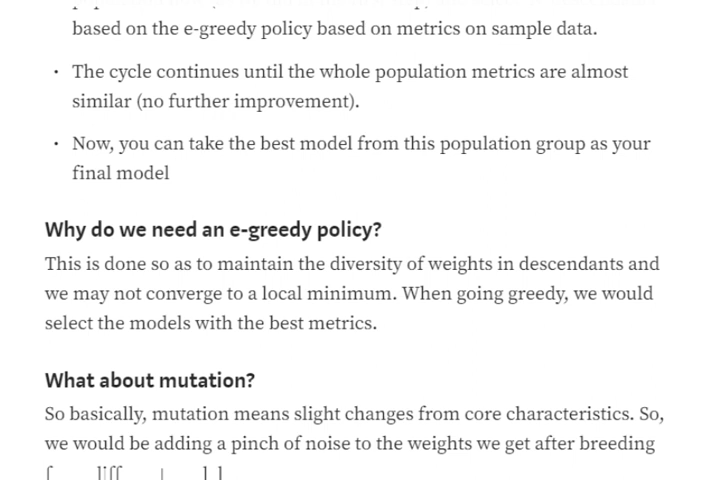 based on the e-greedy policy based on metrics on sample data.
• The cycle continues until the whole population metrics are almost
similar (no further improvement).
• Now, you can take the best model from this population group as your
final model
Why do we need an e-greedy policy?
This is done so as to maintain the diversity of weights in descendants and
we may not converge to a local minimum. When going greedy, we would
select the models with the best metrics.
What about mutation?
So basically, mutation means slight changes from core characteristics. So,
we would be adding a pinch of noise to the weights we get after breeding